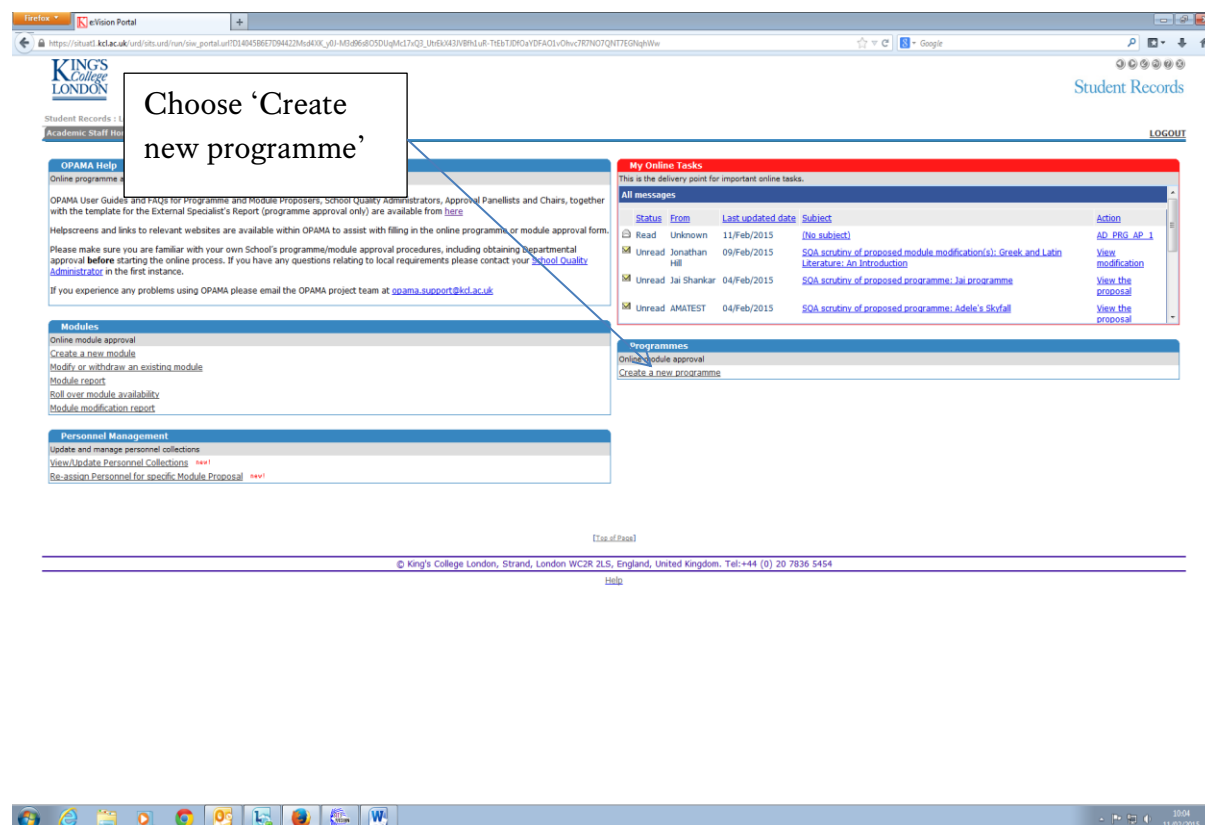 Firefox
e:Vision Portal
+
Google
KING'S
College
LONDON
Student Records
Student Records : L
Academic Staff Ho
LOGOUT
Choose ‘Create
new programme’
OPAMA Help
Online programme a
OPAMA User Guides and FAQs for Programme and Module Proposers, School Quality Administrators, Approval Panellists and Chairs, together
with the template for the External Specialist's Report (programme approval only) are available from here
Helpscreens and links to relevant websites are available within OPAMA to assist with filling in the online programme or module approval form.
Please make sure you are familiar with your own School's programme/module approval procedures, including obtaining Departmental
approval before starting the online process. If you have any questions relating to local requirements please contact your School Quality
Administrator in the first instance.
If you experience any problems using OPAMA please email the OPAMA project team at opama.support@kcl.ac.uk
My Online Tasks
This is the delivery point for important online tasks.
All messages
Status From Last updated date Subject Action
Read Unknown 11/Feb/2015 (No subject) AD_PRG_AP_1
Unread Jonathan 09/Feb/2015 SQA scrutiny of proposed module modification(s): Greek and Latin View
Hill Literature: An Introduction modification
Unread Jai Shankar 04/Feb/2015 SQA scrutiny of proposed programme: Jai programme View the
proposal
Unread AMATEST 04/Feb/2015 SQA scrutiny of proposed programme: Adele's Skyfall View the
proposal
Modules
Online module approval
Create a new module
Modify or withdraw an existing module
Module report
Roll over module availability
Module modification report
Programmes
Online module approval
Create a new programme
Personnel Management
Update and manage personnel collections
View/Update Personnel Collections new!
Re-assign Personnel for specific Module Proposal new!
[Top of Page]
© King's College London, Strand, London WC2R 2LS, England, United Kingdom. Tel:+44 (0) 20 7836 5454
Help
10:04
11/02/2015